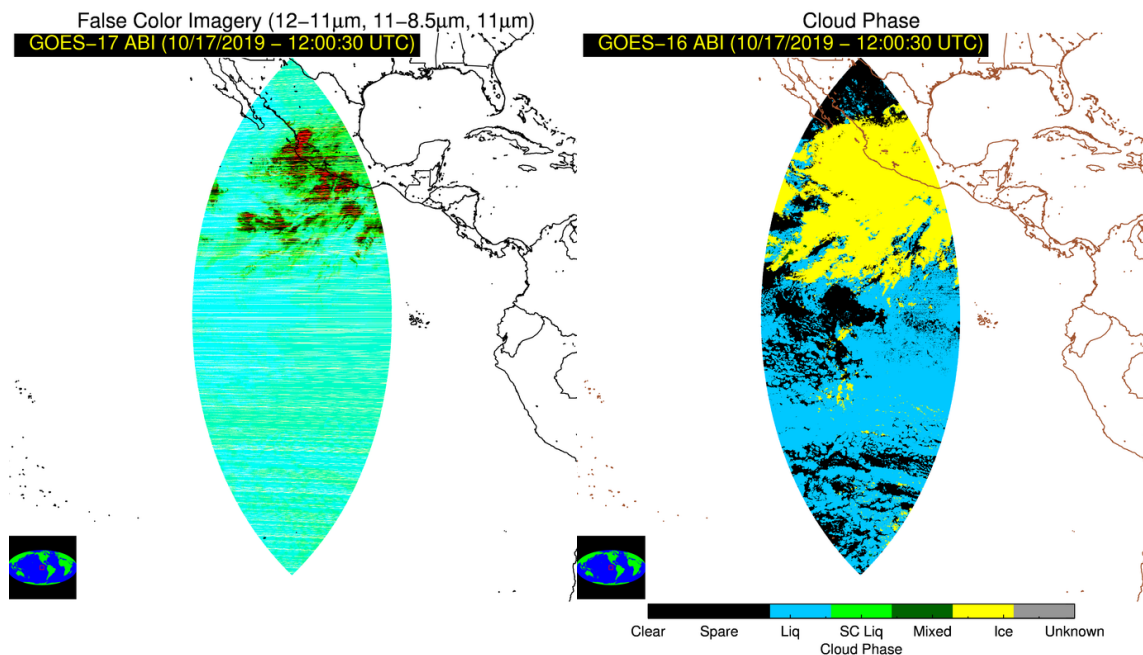 False Color Imagery (12−11μm, 11−8.5μm, 11μm)
GOES−17 ABI (10/17/2019 − 12:00:30 UTC)
Cloud Phase
GOES−16 ABI (10/17/2019 − 12:00:30 UTC)
Clear Spare Liq SC Liq Mixed Ice Unknown
Cloud Phase